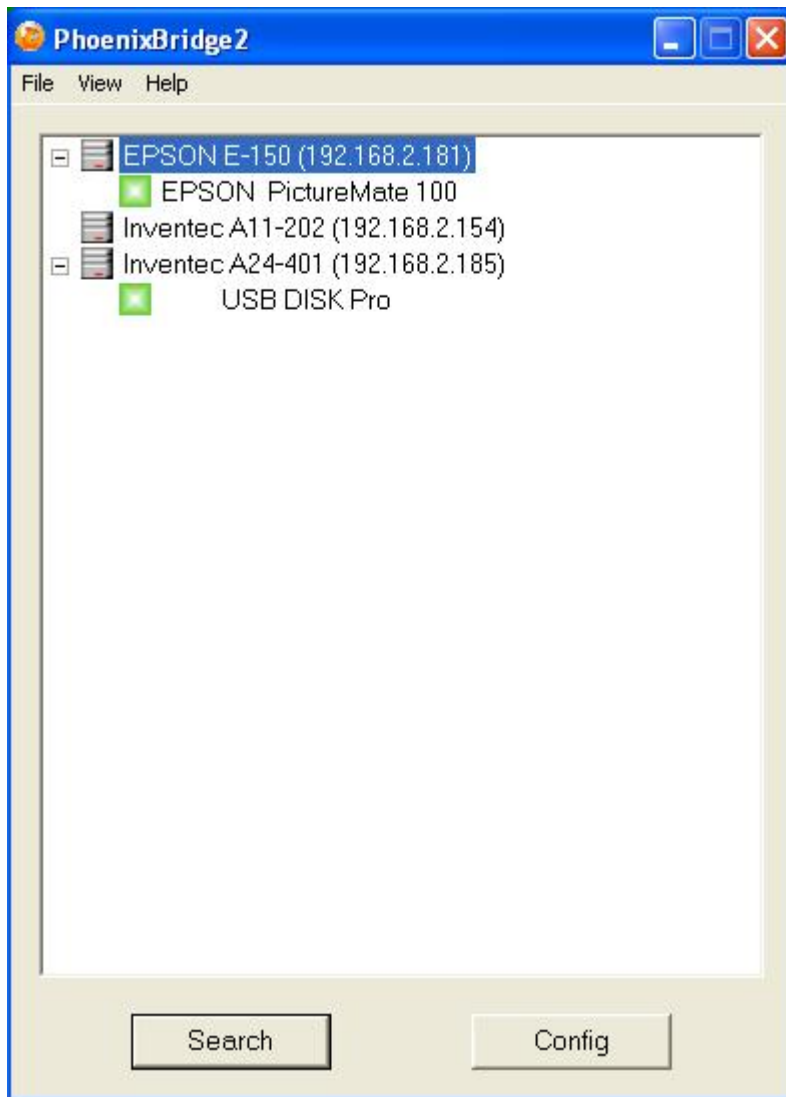 PhoenixBridge2
File View Help
EPSON E-150 (192.168.2.181)
EPSON PictureMate 100
Inventec A11-202 (192.168.2.154)
Inventec A24-401 (192.168.2.185)
USB DISK Pro
Search Config